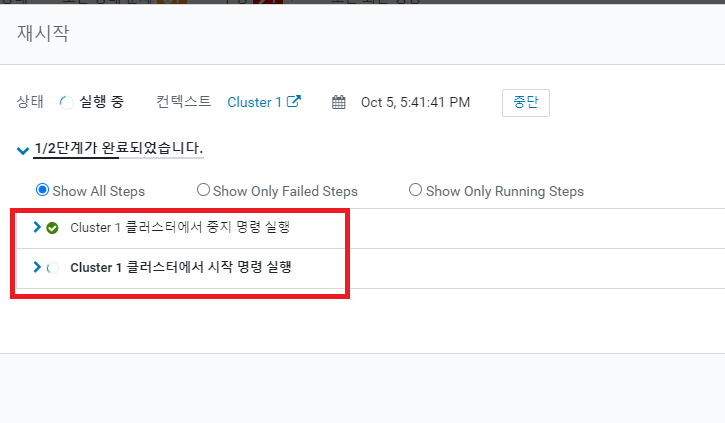 재시작
상태 실행 중 컨텍스트 Cluster 1 Oct 5, 5:41:41 PM 중단
1/2단계가 완료되었습니다.
Show All Steps Show Only Failed Steps Show Only Running Steps
Cluster 1 클러스터에서 중지 명령 실행
Cluster 1 클러스터에서 시작 명령 실행